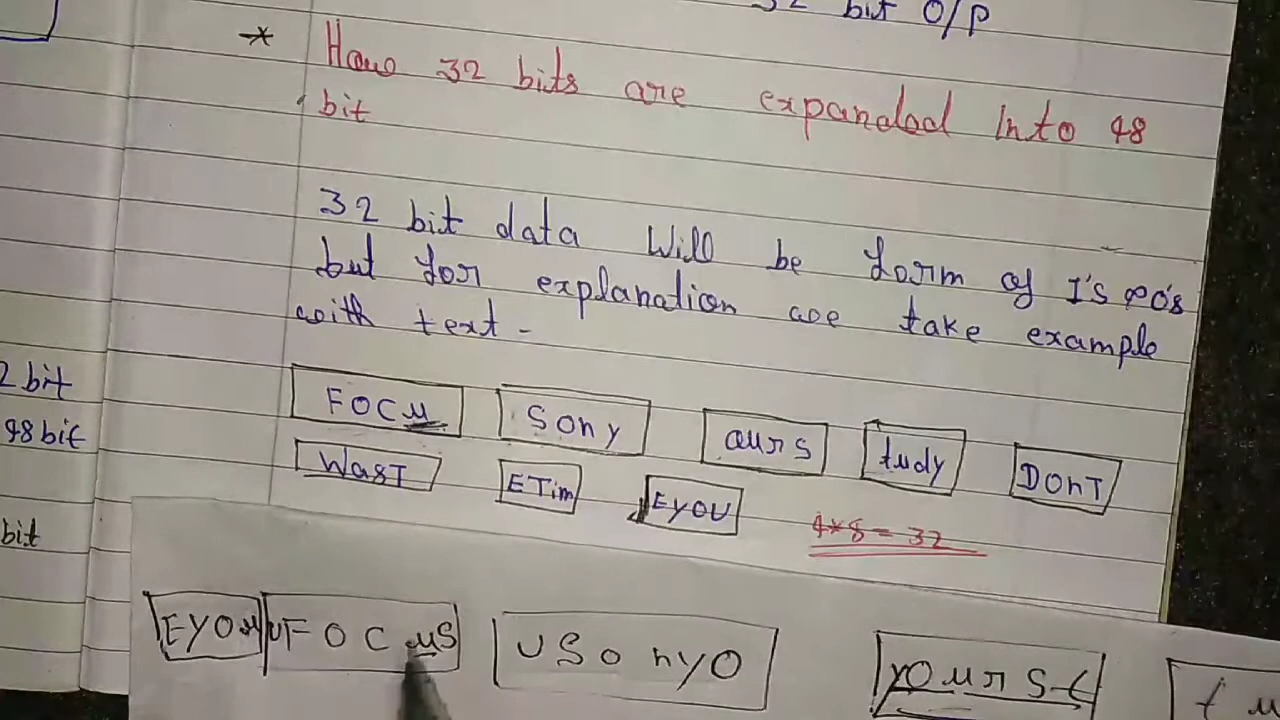 32 bit O/P
* How 32 bits are expanded Into 48
bit
32 bit data will be form of I's & 0's
but for explanation we take example
with text -
2 bit FOCU SOny ours tudy DOnT
48 bit WasT ETim EYOU 4*8 = 32
bit
EYOU UFOCUS USOnyO yours t